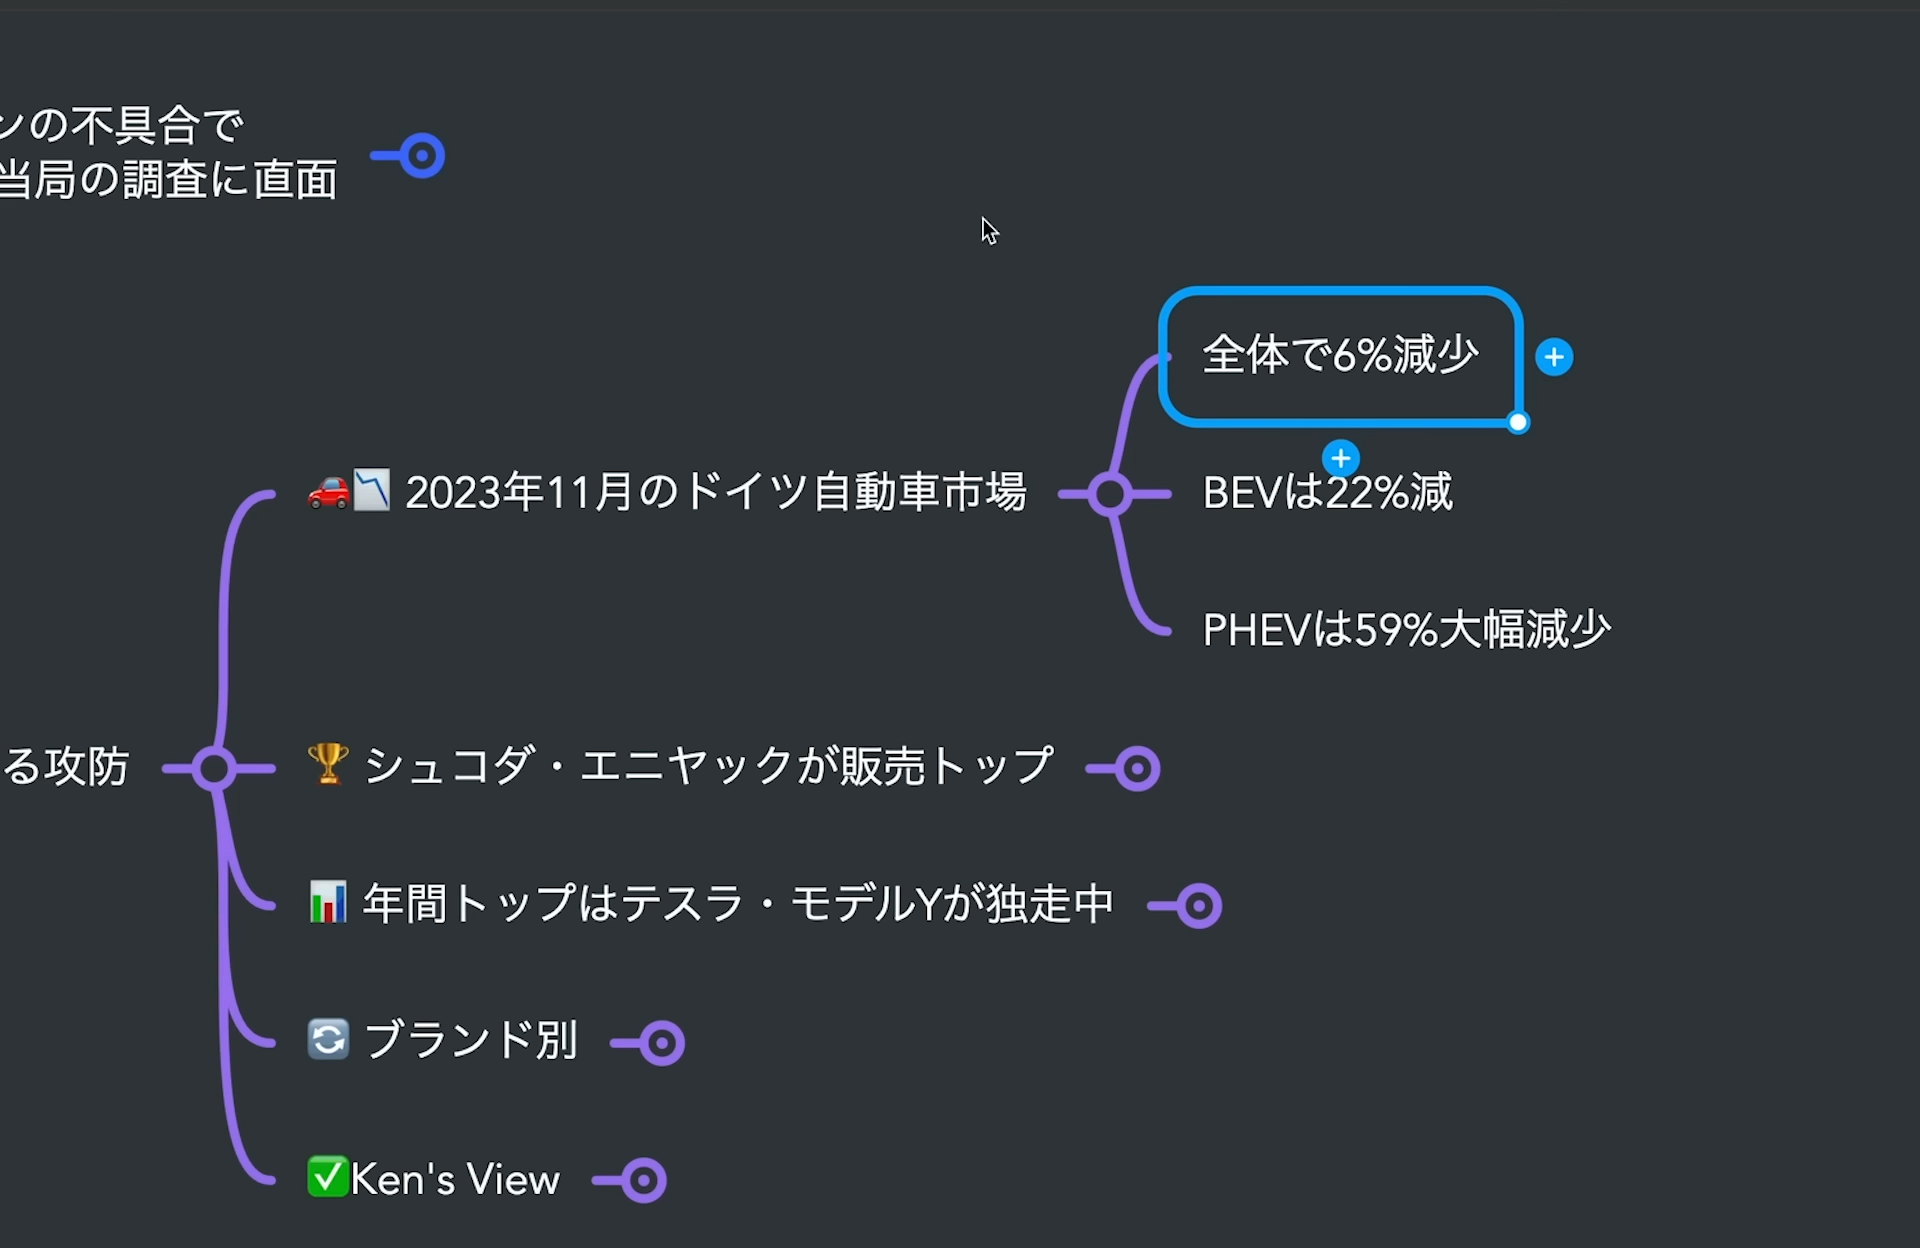 ンの不具合で
当局の調査に直面
全体で6%減少
2023年11月のドイツ自動車市場
BEVは22%減
PHEVは59%大幅減少
る攻防
シュコダ・エニヤックが販売トップ
年間トップはテスラ・モデルYが独走中
ブランド別
Ken's View